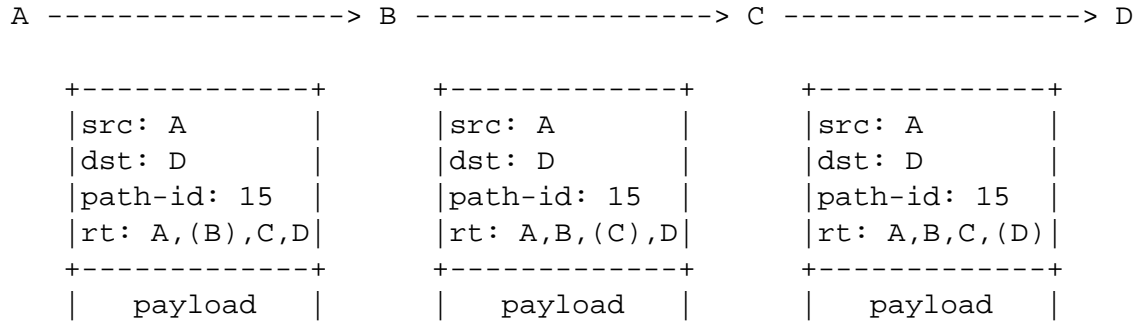 A -----------------> B -----------------> C -----------------> D
+-------------+ +-------------+ +-------------+
|src: A | |src: A | |src: A |
|dst: D | |dst: D | |dst: D |
|path-id: 15 | |path-id: 15 | |path-id: 15 |
|rt: A,(B),C,D| |rt: A,B,(C),D| |rt: A,B,C,(D)|
+-------------+ +-------------+ +-------------+
| payload | | payload | | payload |